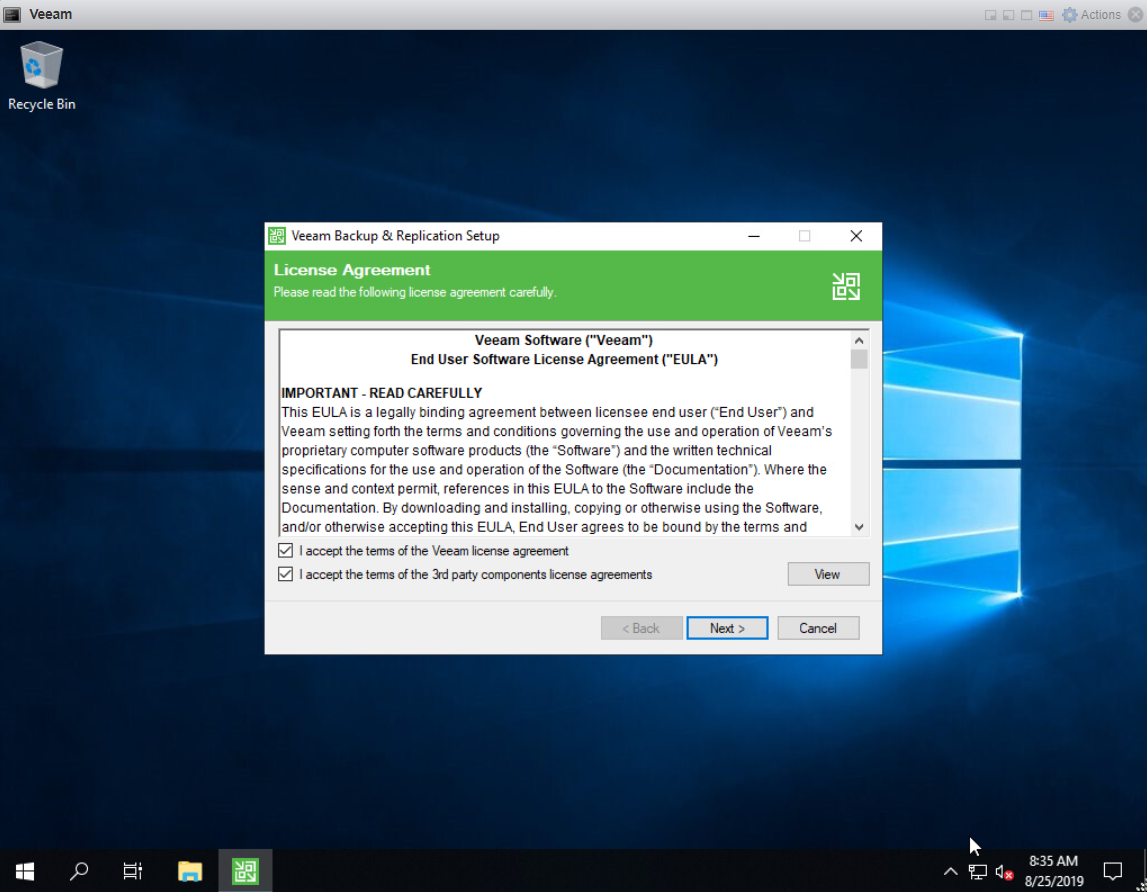 Veeam
Actions
Recycle Bin
Veeam Backup & Replication Setup
License Agreement
Please read the following license agreement carefully.
Veeam Software ("Veeam")
End User Software License Agreement ("EULA")
IMPORTANT - READ CAREFULLY
This EULA is a legally binding agreement between licensee end user (“End User”) and
Veeam setting forth the terms and conditions governing the use and operation of Veeam’s
proprietary computer software products (the “Software”) and the written technical
specifications for the use and operation of the Software (the “Documentation”). Where the
sense and context permit, references in this EULA to the Software include the
Documentation. By downloading and installing, copying or otherwise using the Software,
and/or otherwise accepting this EULA, End User agrees to be bound by the terms and
I accept the terms of the Veeam license agreement
I accept the terms of the 3rd party components license agreements
View
< Back
Next >
Cancel
8:35 AM
8/25/2019